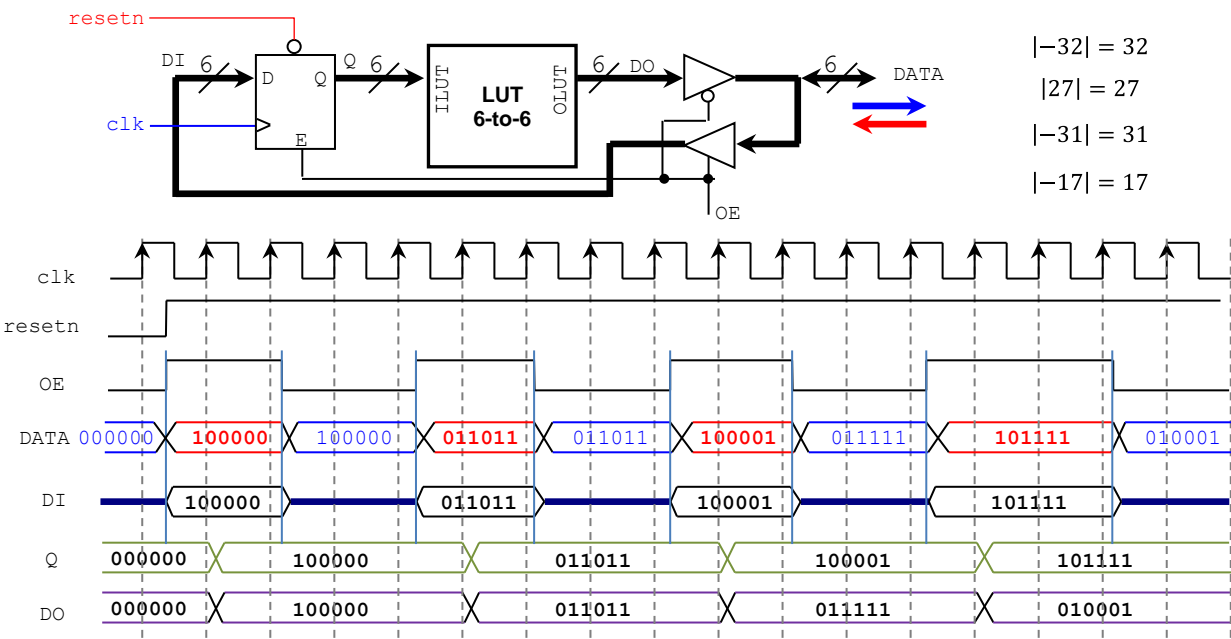 resetn
|−32| = 32
DI 6 Q 6 6 DO 6 DATA
D Q ILUT LUT OLUT
6-to-6
|27| = 27
clk
E
|−31| = 31
|−17| = 17
OE
clk
resetn
OE
DATA 000000 100000 100000 011011 011011 100001 011111 101111 010001
DI 100000 011011 100001 101111
Q 000000 100000 011011 100001 101111
DO 000000 100000 011011 011111 010001